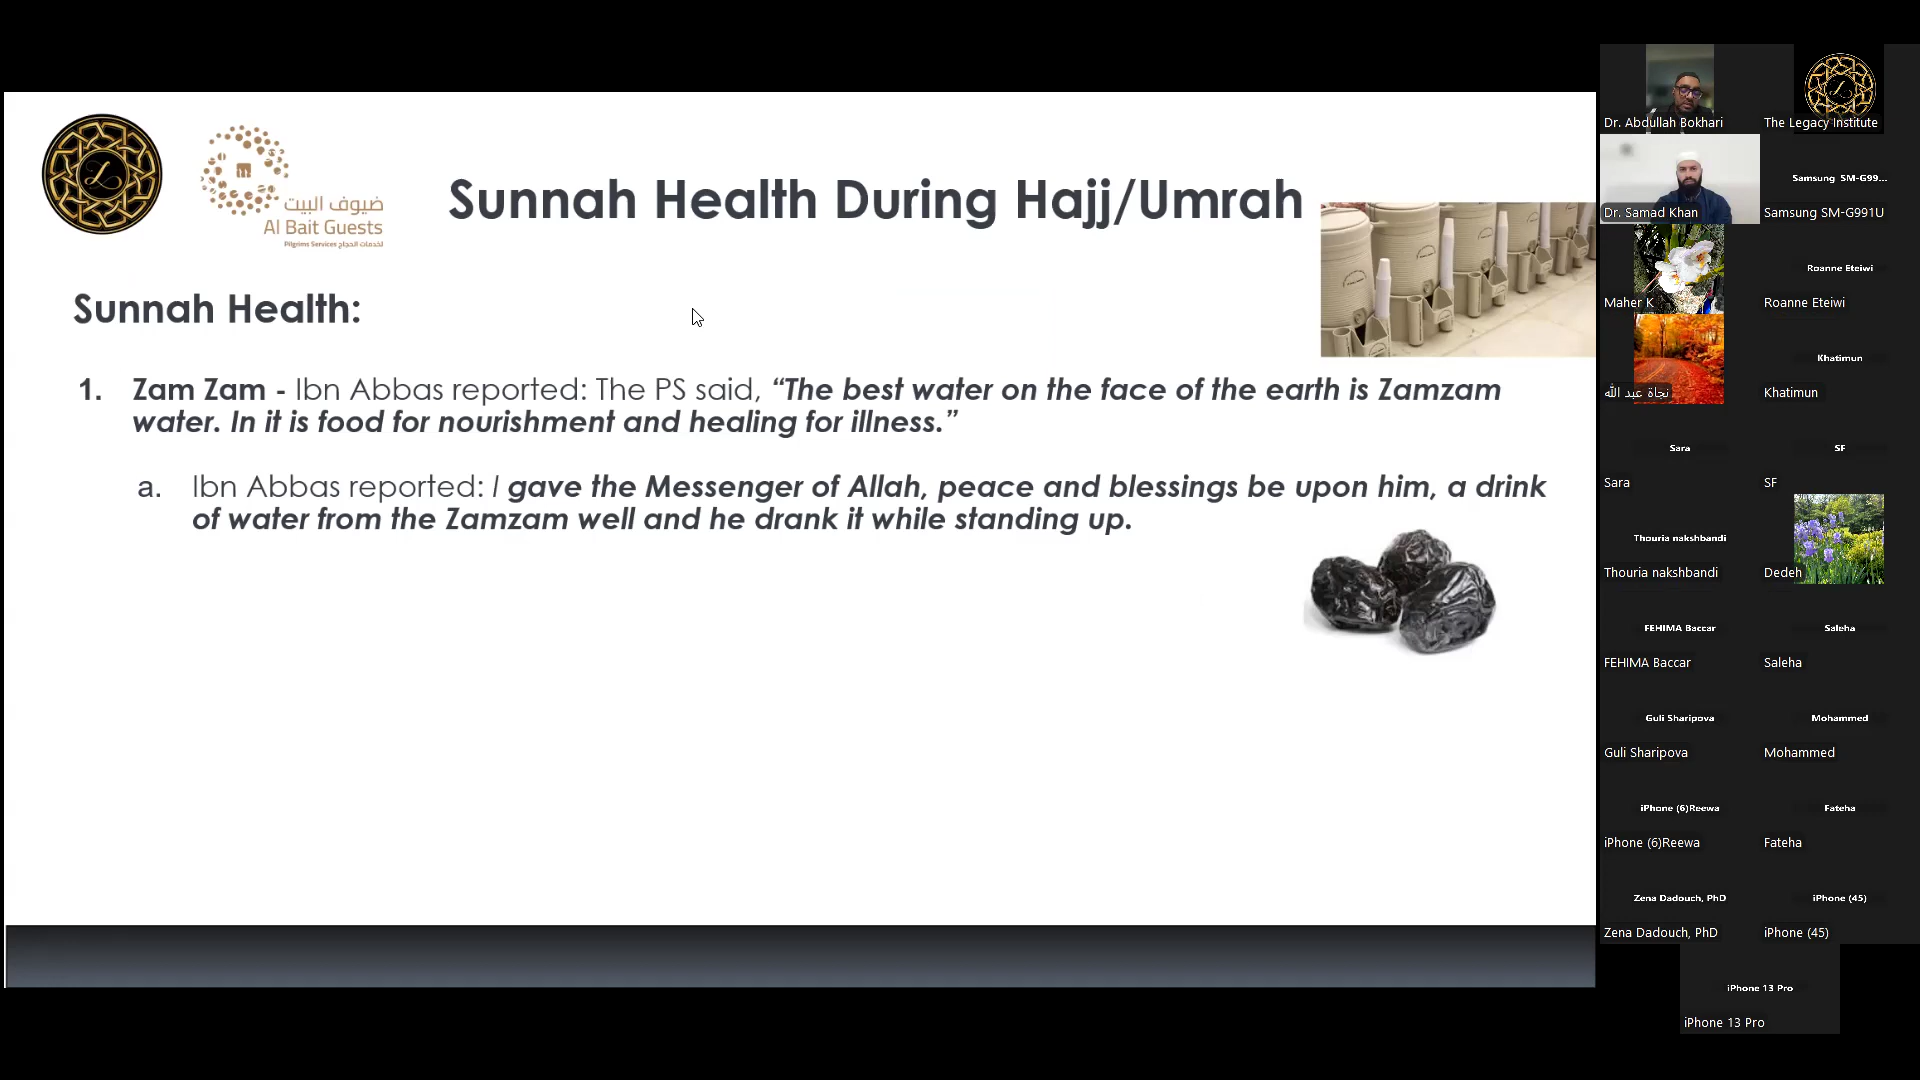 ضيوف البيت
Al Bait Guests
Pilgrims Services لخدمات الحجاج
Sunnah Health During Hajj/Umrah
Sunnah Health:
1. Zam Zam - Ibn Abbas reported: The PS said, “The best water on the face of the earth is Zamzam
water. In it is food for nourishment and healing for illness.”
a. Ibn Abbas reported: I gave the Messenger of Allah, peace and blessings be upon him, a drink
of water from the Zamzam well and he drank it while standing up.
Dr. Abdullah Bokhari
The Legacy Institute
Dr. Samad Khan
Samsung SM-G99...
Samsung SM-G991U
Maher K
Roanne Eteiwi
Roanne Eteiwi
نجاة عبد الله
Khatimun
Khatimun
Sara
Sara
SF
SF
Thouria nakshbandi
Thouria nakshbandi
Dedeh
FEHIMA Baccar
FEHIMA Baccar
Saleha
Saleha
Guli Sharipova
Guli Sharipova
Mohammed
Mohammed
iPhone (6)Reewa
iPhone (6)Reewa
Fateha
Fateha
Zena Dadouch, PhD
Zena Dadouch, PhD
iPhone (45)
iPhone (45)
iPhone 13 Pro
iPhone 13 Pro